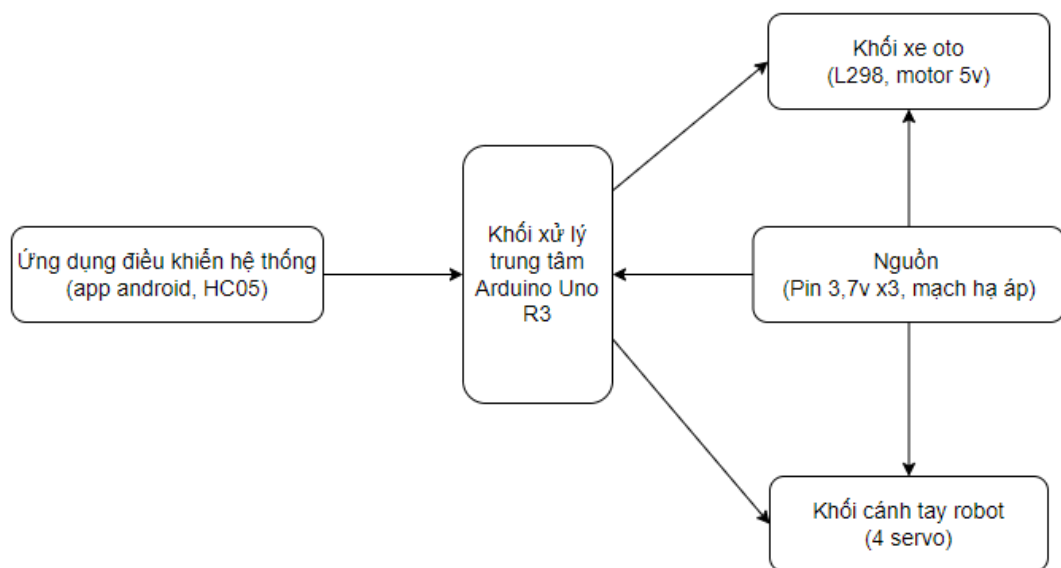 Khối xe oto
(L298, motor 5v)
Ứng dụng điều khiển hệ thống
(app android, HC05)
Khối xử lý
trung tâm
Arduino Uno
R3
Nguồn
(Pin 3,7v x3, mạch hạ áp)
Khối cánh tay robot
(4 servo)